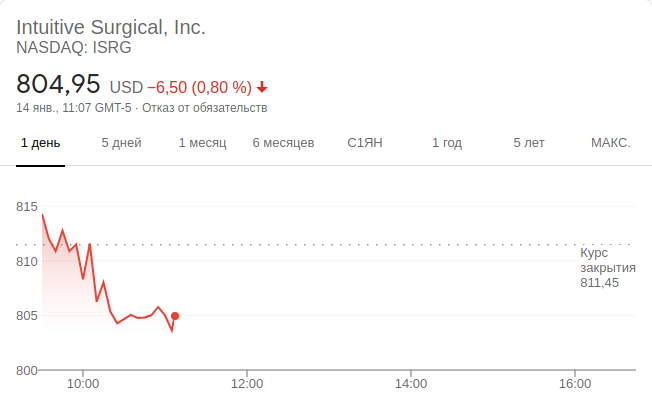 Intuitive Surgical, Inc.
NASDAQ: ISRG
804,95 USD −6,50 (0,80 %)
14 янв., 11:07 GMT-5 · Отказ от обязательств
1 день 5 дней 1 месяц 6 месяцев С1ЯН 1 год 5 лет МАКС.
815
810
805
800
Курс
закрытия
811,45
10:00 12:00 14:00 16:00